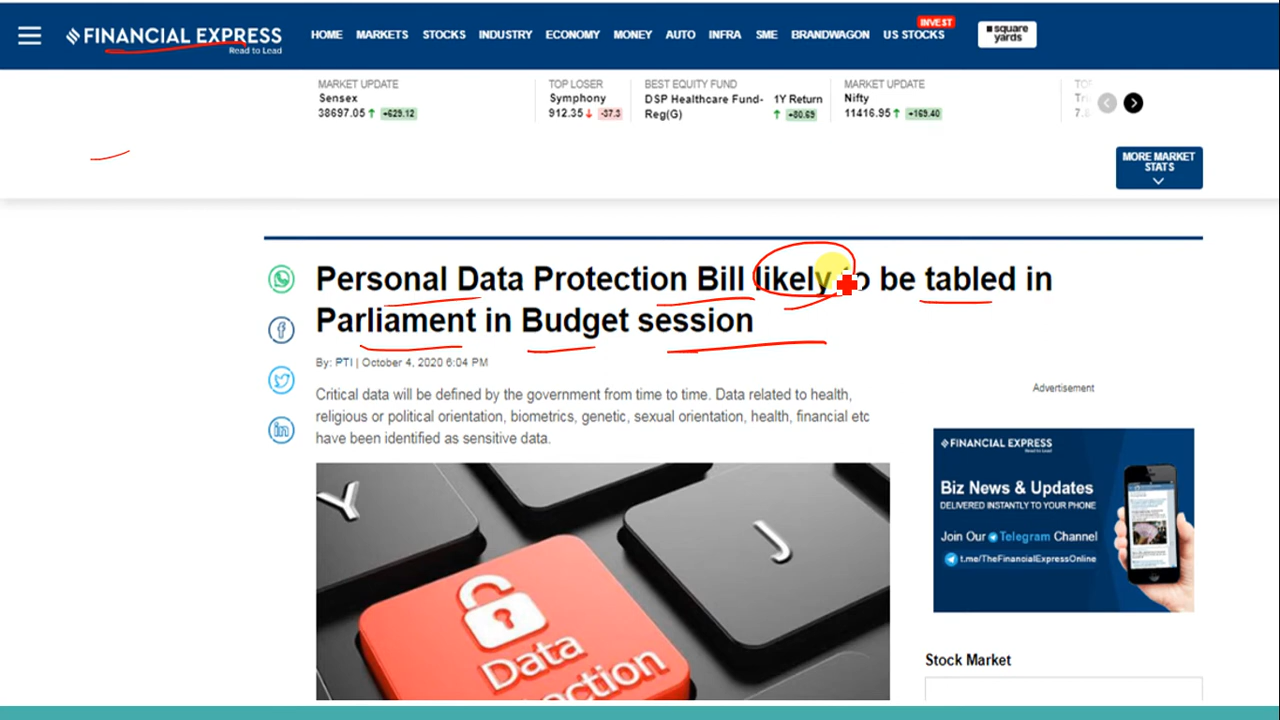 FINANCIAL EXPRESS
Read to Lead
HOME MARKETS STOCKS INDUSTRY ECONOMY MONEY AUTO INFRA SME BRANDWAGON US STOCKS
INVEST
square yards
MARKET UPDATE
Sensex
38697.05 +629.12
TOP LOSER
Symphony
912.35 -37.3
BEST EQUITY FUND
DSP Healthcare Fund- 1Y Return
Reg(G) +80.69
MARKET UPDATE
Nifty
11416.95 +169.40
MORE MARKET
STATS
Personal Data Protection Bill likely to be tabled in
Parliament in Budget session
By: PTI | October 4, 2020 6:04 PM
Critical data will be defined by the government from time to time. Data related to health,
religious or political orientation, biometrics, genetic, sexual orientation, health, financial etc
have been identified as sensitive data.
Advertisement
FINANCIAL EXPRESS
Read to Lead
Biz News & Updates
DELIVERED INSTANTLY TO YOUR PHONE
Join Our Telegram Channel
t.me/TheFinancialExpressOnline
Y
J
Data
Stock Market